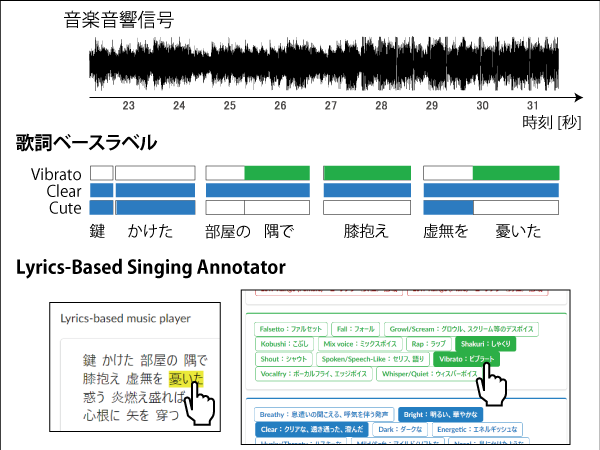 音楽音響信号
23 24 25 26 27 28 29 30 31
時刻 [秒]
歌詞ベースラベル
Vibrato
Clear
Cute
鍵 かけた 部屋の 隅で 膝抱え 虚無を 憂いた
Lyrics-Based Singing Annotator
Lyrics-based music player
鍵 かけた 部屋の 隅で
膝抱え 虚無を 憂いた
惑う 炎燃え盛れば
心根に 矢を 穿つ
Falsetto：ファルセット Fall：フォール Growl/Scream：グロウル、スクリーム等のデスボイス
Kobushi：こぶし Mix voice：ミックスボイス Rap：ラップ Shakuri：しゃくり
Shout：シャウト Spoken/Speech-Like：セリフ、語り Vibrato：ビブラート
Vocalfry：ボーカルフライ、エッジボイス Whisper/Quiet：ウィスパーボイス
Breathy：息遣いの聞こえる、呼気を伴う発声 Bright：明るい、華やかな
Clear：クリアな、透き通った、澄んだ Dark：ダークな Energetic：エネルギッシュな